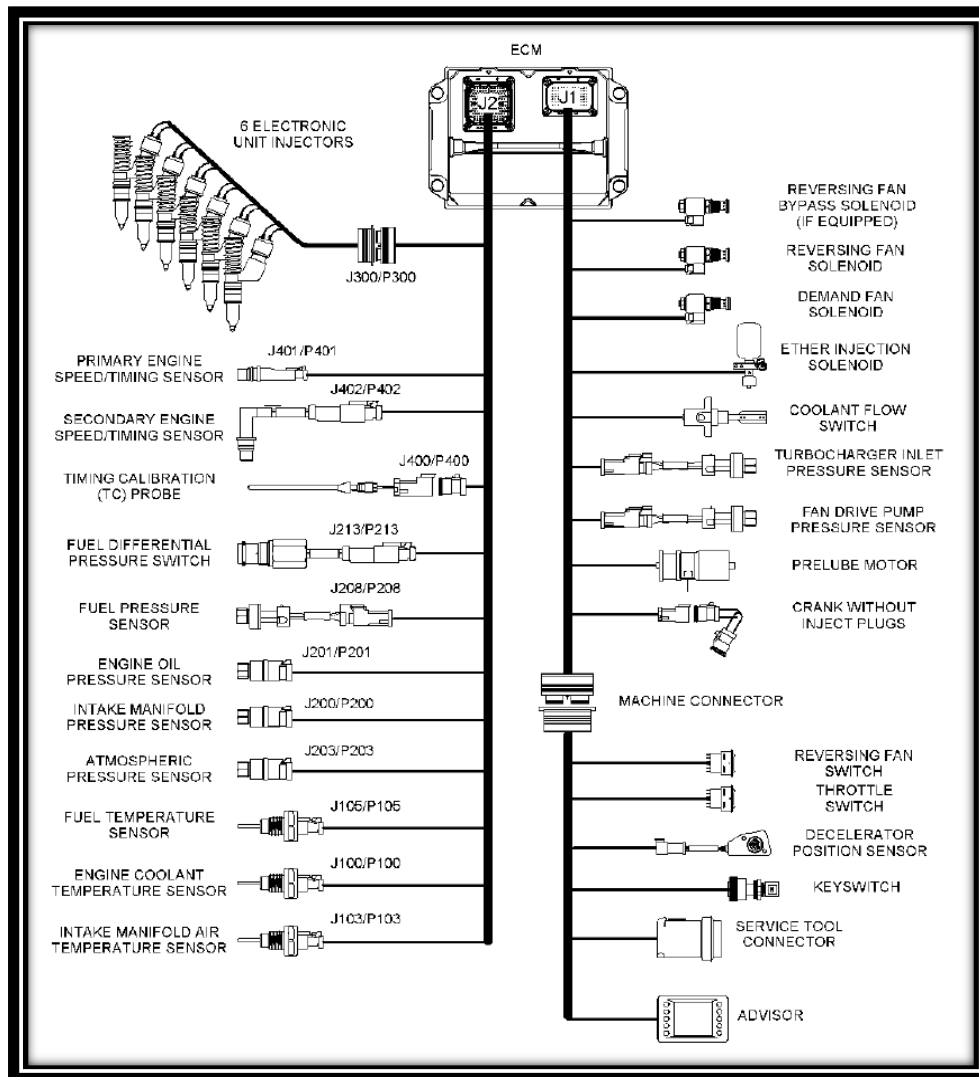 ECM
J2
J1
6 ELECTRONIC
UNIT INJECTORS
J300/P300
J401/P401
PRIMARY ENGINE
SPEED/TIMING SENSOR
J402/P402
SECONDARY ENGINE
SPEED/TIMING SENSOR
J400/P400
TIMING CALIBRATION
(TC) PROBE
J213/P213
FUEL DIFFERENTIAL
PRESSURE SWITCH
J208/P208
FUEL PRESSURE
SENSOR
J201/P201
ENGINE OIL
PRESSURE SENSOR
J200/P200
INTAKE MANIFOLD
PRESSURE SENSOR
J203/P203
ATMOSPHERIC
PRESSURE SENSOR
J105/P105
FUEL TEMPERATURE
SENSOR
J100/P100
ENGINE COOLANT
TEMPERATURE SENSOR
J103/P103
INTAKE MANIFOLD AIR
TEMPERATURE SENSOR
REVERSING FAN
BYPASS SOLENOID
(IF EQUIPPED)
REVERSING FAN
SOLENOID
DEMAND FAN
SOLENOID
ETHER INJECTION
SOLENOID
COOLANT FLOW
SWITCH
TURBOCHARGER INLET
PRESSURE SENSOR
FAN DRIVE PUMP
PRESSURE SENSOR
PRELUBE MOTOR
CRANK WITHOUT
INJECT PLUGS
MACHINE CONNECTOR
REVERSING FAN
SWITCH
THROTTLE
SWITCH
DECELERATOR
POSITION SENSOR
KEYSWITCH
SERVICE TOOL
CONNECTOR
ADVISOR